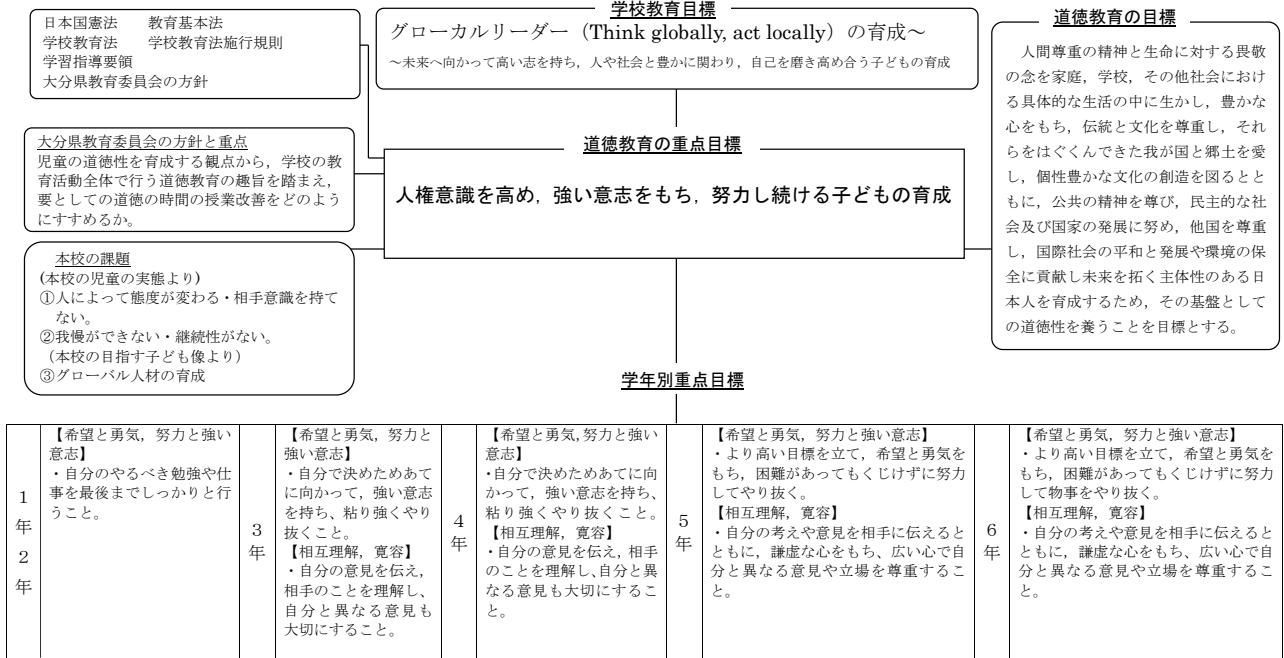 日本国憲法 教育基本法
学校教育法 学校教育法施行規則
学習指導要領
大分県教育委員会の方針
学校教育目標
グローカルリーダー（Think globally, act locally）の育成～
～未来へ向かって高い志を持ち，人や社会と豊かに関わり，自己を磨き高め合う子どもの育成
道徳教育の目標
人間尊重の精神と生命に対する畏敬
の念を家庭，学校，その他社会におけ
る具体的な生活の中に生かし，豊かな
心をもち，伝統と文化を尊重し，それ
らをはぐくんできた我が国と郷土を愛
し，個性豊かな文化の創造を図るとと
もに，公共の精神を尊び，民主的な社
会及び国家の発展に努め，他国を尊重
し，国際社会の平和と発展や環境の保
全に貢献し未来を拓く主体性のある日
本人を育成するため，その基盤として
の道徳性を養うことを目標とする。
大分県教育委員会の方針と重点
児童の道徳性を育成する観点から，学校の教
育活動全体で行う道徳教育の趣旨を踏まえ，
要としての道徳の時間の授業改善をどのよう
にすすめるか。
道徳教育の重点目標
人権意識を高め，強い意志をもち，努力し続ける子どもの育成
本校の課題
(本校の児童の実態より)
①人によって態度が変わる・相手意識を持て
ない。
②我慢ができない・継続性がない。
（本校の目指す子ども像より）
③グローバル人材の育成
学年別重点目標
1
年
2
年
【希望と勇気，努力と強い
意志】
・自分のやるべき勉強や仕
事を最後までしっかりと行
うこと。
3
年
【希望と勇気，努力と
強い意志】
・自分で決めためあて
に向かって，強い意志
を持ち、粘り強くやり
抜くこと。
【相互理解，寛容】
・自分の意見を伝え，
相手のことを理解し、
自分と異なる意見も
大切にすること。
4
年
【希望と勇気，努力と強い
意志】
・自分で決めためあてに向
かって，強い意志を持ち、
粘り強くやり抜くこと。
【相互理解，寛容】
・自分の意見を伝え，相手
のことを理解し、自分と異
なる意見も大切にするこ
と。
5
年
【希望と勇気，努力と強い意志】
・より高い目標を立て，希望と勇気を
もち，困難があってもくじけずに努力
してやり抜く。
【相互理解，寛容】
・自分の考えや意見を相手に伝えると
ともに，謙虚な心をもち、広い心で自
分と異なる意見や立場を尊重するこ
と。
6
年
【希望と勇気，努力と強い意志】
・より高い目標を立て，希望と勇気を
もち，困難があってもくじけずに努力
して物事をやり抜く。
【相互理解，寛容】
・自分の考えや意見を相手に伝えると
ともに，謙虚な心をもち、広い心で自
分と異なる意見や立場を尊重するこ
と。